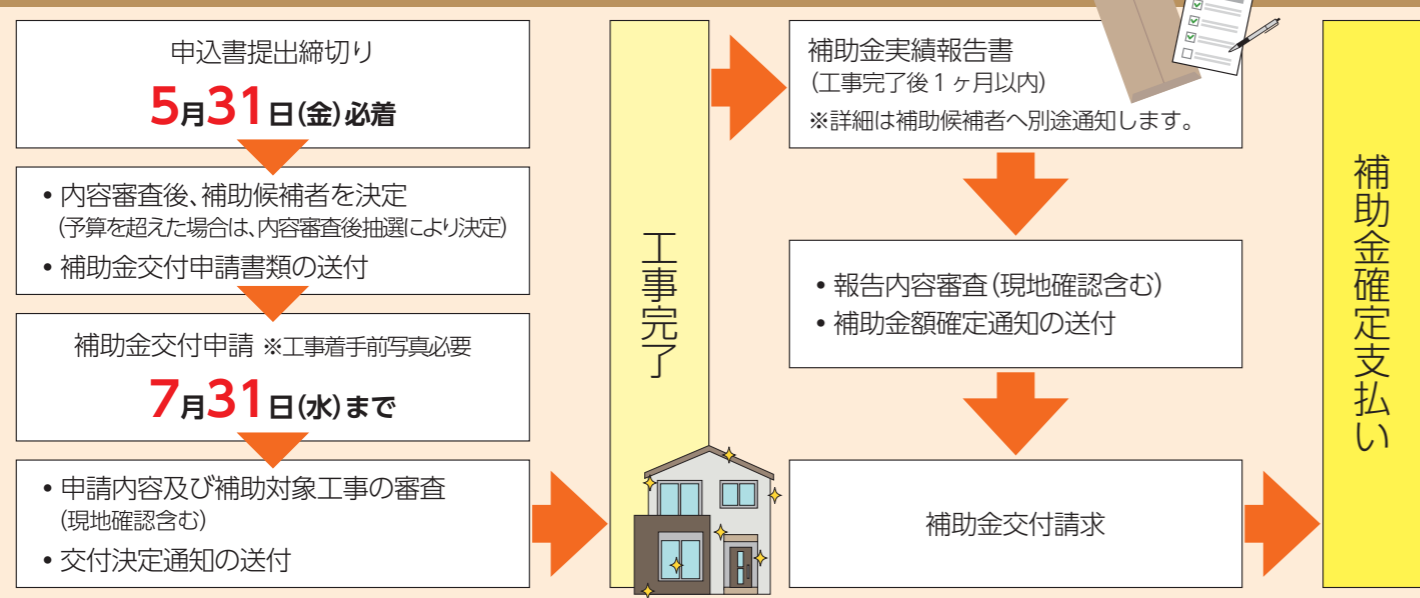 申込書提出締切り
5月31日(金)必着
• 内容審査後、補助候補者を決定
(予算を超えた場合は、内容審査後抽選により決定)
• 補助金交付申請書類の送付
補助金交付申請 ※工事着手前写真必要
7月31日(水)まで
• 申請内容及び補助対象工事の審査
(現地確認含む)
• 交付決定通知の送付
工事完了
補助金実績報告書
(工事完了後1ヶ月以内)
※詳細は補助候補者へ別途通知します。
• 報告内容審査(現地確認含む)
• 補助金額確定通知の送付
補助金交付請求
補助金確定支払い